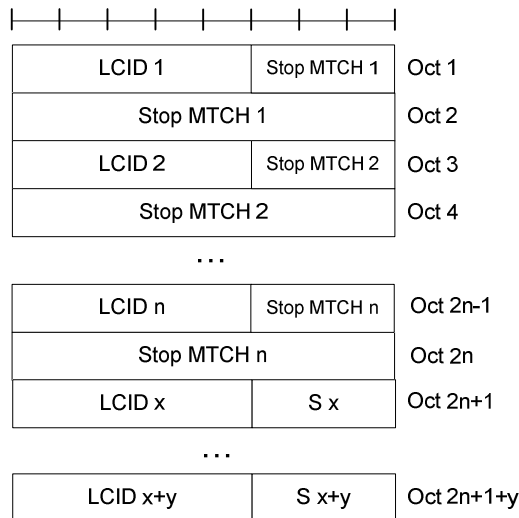 LCID 1 Stop MTCH 1 Oct 1
Stop MTCH 1 Oct 2
LCID 2 Stop MTCH 2 Oct 3
Stop MTCH 2 Oct 4
...
LCID n Stop MTCH n Oct 2n-1
Stop MTCH n Oct 2n
LCID x S x Oct 2n+1
...
LCID x+y S x+y Oct 2n+1+y